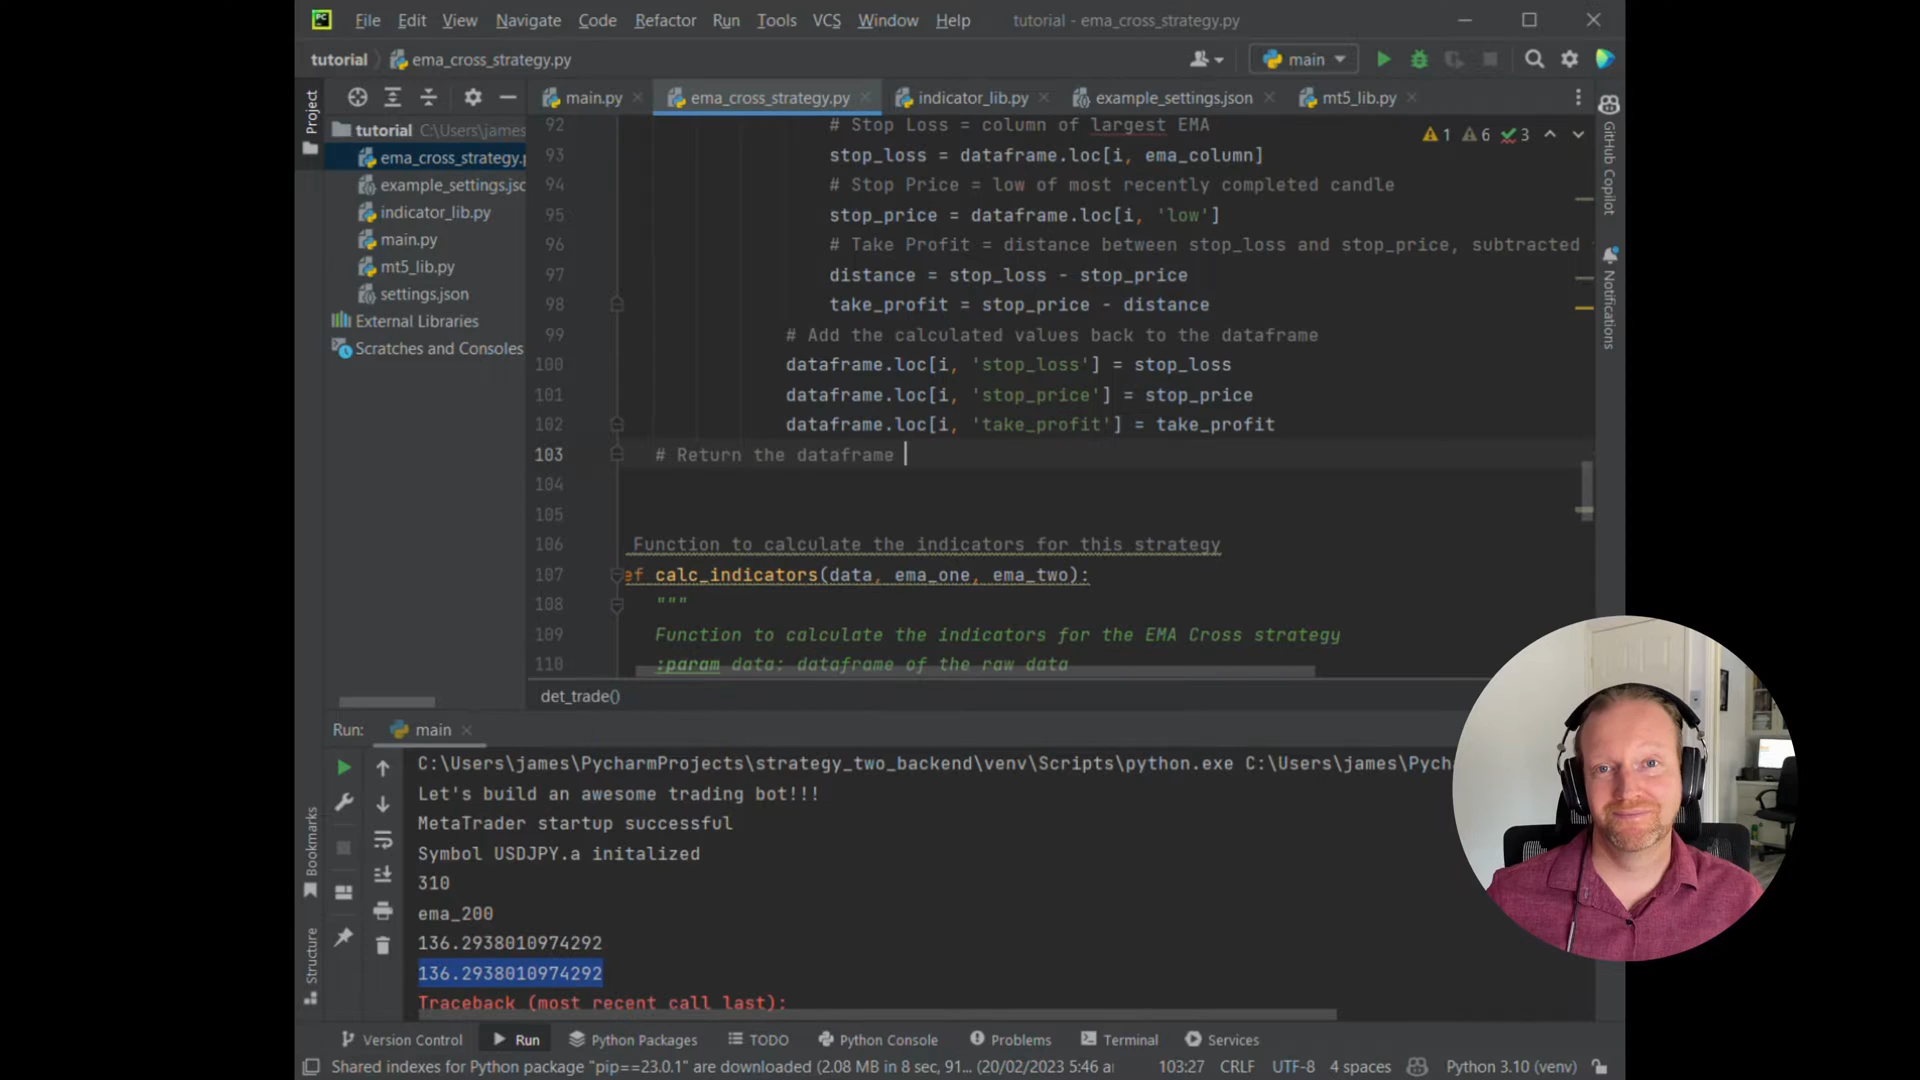 PC File Edit View Navigate Code Refactor Run Tools VCS Window Help tutorial - ema_cross_strategy.py
tutorial ema_cross_strategy.py main
Project
main.py ema_cross_strategy.py indicator_lib.py example_settings.json mt5_lib.py
tutorial C:\Users\james
ema_cross_strategy.p
example_settings.jsc
indicator_lib.py
main.py
mt5_lib.py
settings.json
External Libraries
Scratches and Consoles
1 6 3
92 # Stop Loss = column of largest EMA
93 stop_loss = dataframe.loc[i, ema_column]
94 # Stop Price = low of most recently completed candle
95 stop_price = dataframe.loc[i, 'low']
96 # Take Profit = distance between stop_loss and stop_price, subtracted
97 distance = stop_loss - stop_price
98 take_profit = stop_price - distance
99 # Add the calculated values back to the dataframe
100 dataframe.loc[i, 'stop_loss'] = stop_loss
101 dataframe.loc[i, 'stop_price'] = stop_price
102 dataframe.loc[i, 'take_profit'] = take_profit
103 # Return the dataframe
104
105
106 Function to calculate the indicators for this strategy
107 ef calc_indicators(data, ema_one, ema_two):
108 """
109 Function to calculate the indicators for the EMA Cross strategy
110 :param data: dataframe of the raw data
det_trade()
GitHub Copilot
Notifications
Run: main
C:\Users\james\PycharmProjects\strategy_two_backend\venv\Scripts\python.exe C:\Users\james\Pych
Let's build an awesome trading bot!!!
MetaTrader startup successful
Symbol USDJPY.a initalized
310
ema_200
136.2938010974292
136.2938010974292
Traceback (most recent call last):
Bookmarks
Structure
Version Control Run Python Packages TODO Python Console Problems Terminal Services
Shared indexes for Python package "pip==23.0.1" are downloaded (2.08 MB in 8 sec, 91... (20/02/2023 5:46 a 103:27 CRLF UTF-8 4 spaces Python 3.10 (venv)